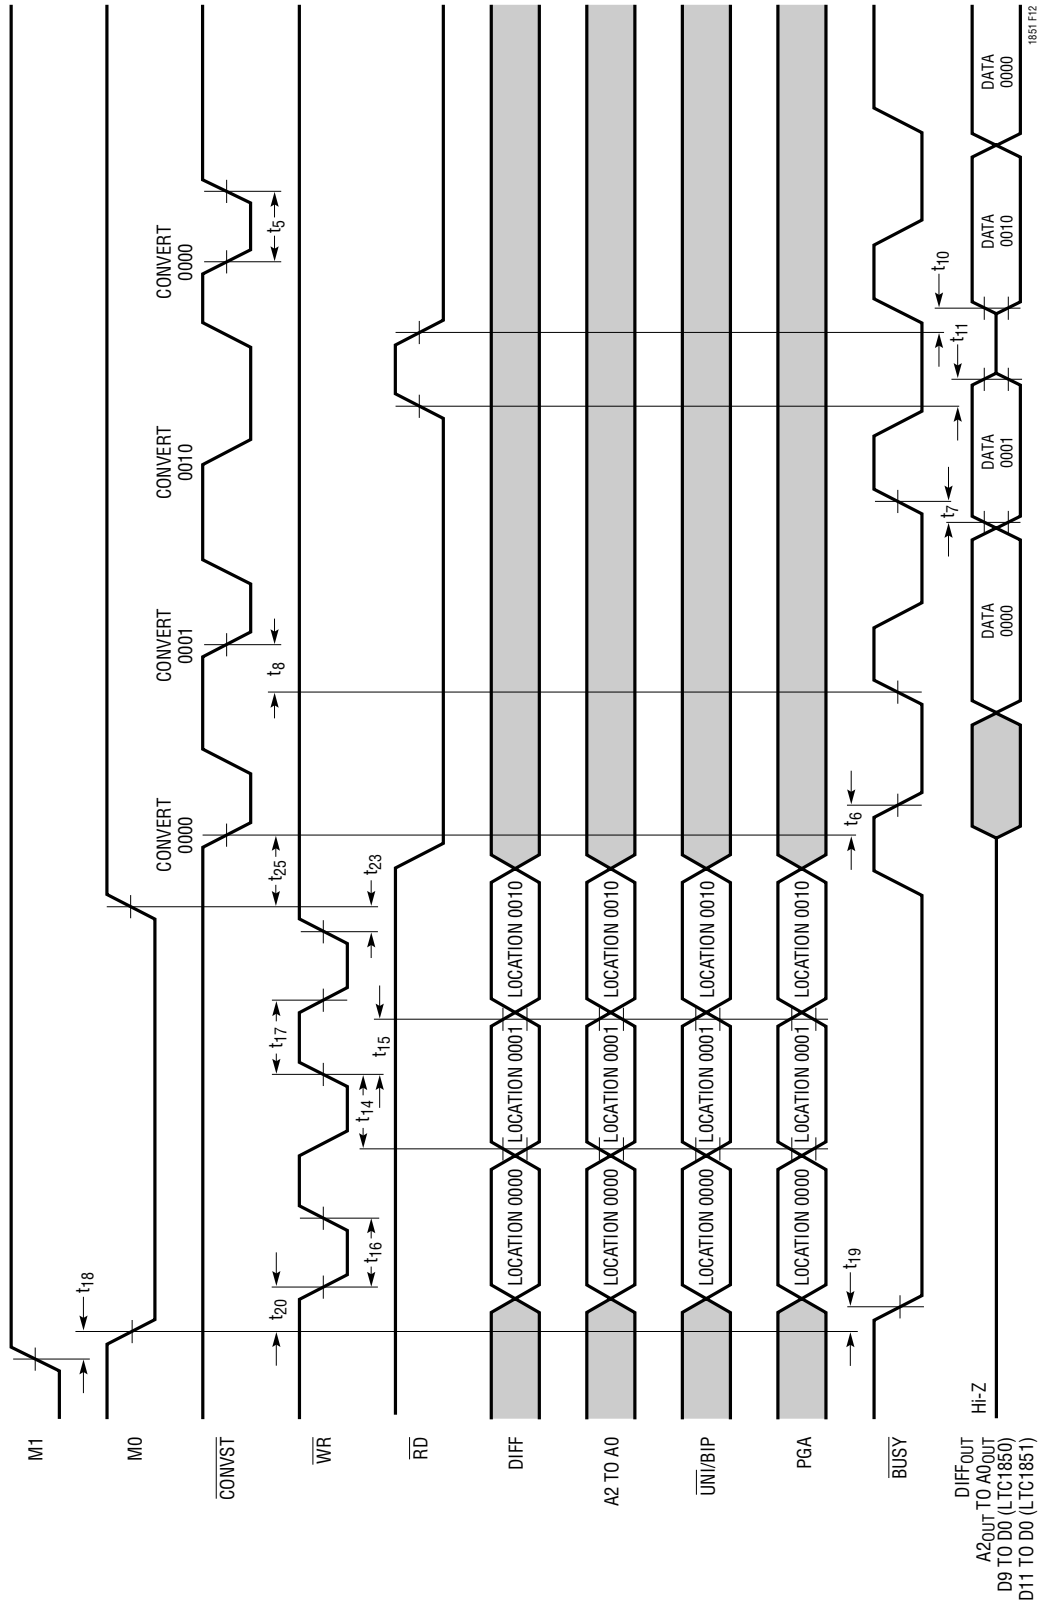 M1
t18
M0
CONVERT
0000
CONVERT
0001
CONVERT
0010
CONVERT
0000
CONVST
t20
t17
t25
t8
t5
WR
t16
t14
t15
t23
RD
DIFF
LOCATION 0000
LOCATION 0001
LOCATION 0010
A2 TO A0
LOCATION 0000
LOCATION 0001
LOCATION 0010
UNI/BIP
LOCATION 0000
LOCATION 0001
LOCATION 0010
PGA
LOCATION 0000
LOCATION 0001
LOCATION 0010
t19
t6
BUSY
t7
t11
t10
Hi-Z
DIFFOUT
A2OUT TO A0OUT
D9 TO D0 (LTC1850)
D11 TO D0 (LTC1851)
DATA
0000
DATA
0001
DATA
0010
DATA
0000
1851 F12